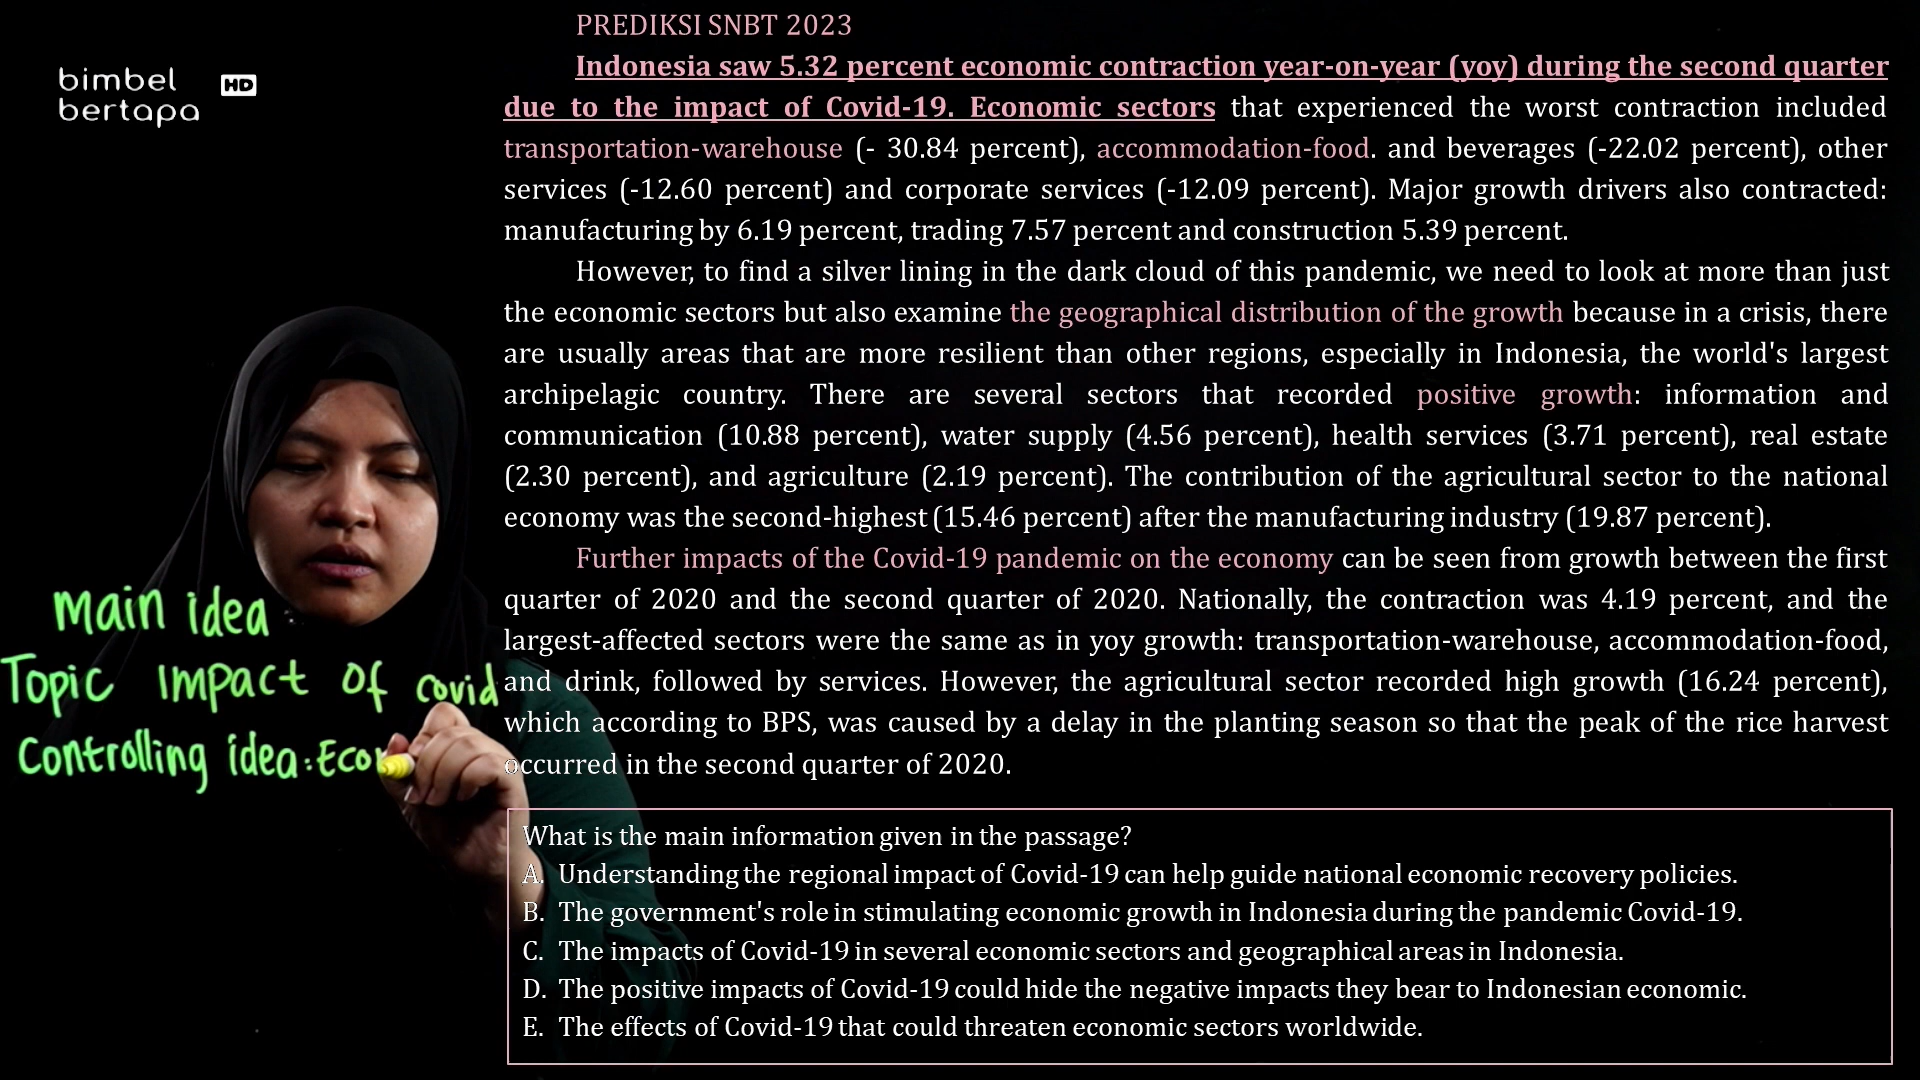 bimbel
bertapa
HD
PREDIKSI SNBT 2023
Indonesia saw 5.32 percent economic contraction year-on-year (yoy) during the second quarter
due to the impact of Covid-19. Economic sectors that experienced the worst contraction included
transportation-warehouse (- 30.84 percent), accommodation-food. and beverages (-22.02 percent), other
services (-12.60 percent) and corporate services (-12.09 percent). Major growth drivers also contracted:
manufacturing by 6.19 percent, trading 7.57 percent and construction 5.39 percent.
However, to find a silver lining in the dark cloud of this pandemic, we need to look at more than just
the economic sectors but also examine the geographical distribution of the growth because in a crisis, there
are usually areas that are more resilient than other regions, especially in Indonesia, the world's largest
archipelagic country. There are several sectors that recorded positive growth: information and
communication (10.88 percent), water supply (4.56 percent), health services (3.71 percent), real estate
(2.30 percent), and agriculture (2.19 percent). The contribution of the agricultural sector to the national
economy was the second-highest (15.46 percent) after the manufacturing industry (19.87 percent).
Further impacts of the Covid-19 pandemic on the economy can be seen from growth between the first
quarter of 2020 and the second quarter of 2020. Nationally, the contraction was 4.19 percent, and the
largest-affected sectors were the same as in yoy growth: transportation-warehouse, accommodation-food,
and drink, followed by services. However, the agricultural sector recorded high growth (16.24 percent),
which according to BPS, was caused by a delay in the planting season so that the peak of the rice harvest
occurred in the second quarter of 2020.
Main idea :
Topic Impact of covid
Controlling idea: Econ
What is the main information given in the passage?
A. Understanding the regional impact of Covid-19 can help guide national economic recovery policies.
B. The government's role in stimulating economic growth in Indonesia during the pandemic Covid-19.
C. The impacts of Covid-19 in several economic sectors and geographical areas in Indonesia.
D. The positive impacts of Covid-19 could hide the negative impacts they bear to Indonesian economic.
E. The effects of Covid-19 that could threaten economic sectors worldwide.